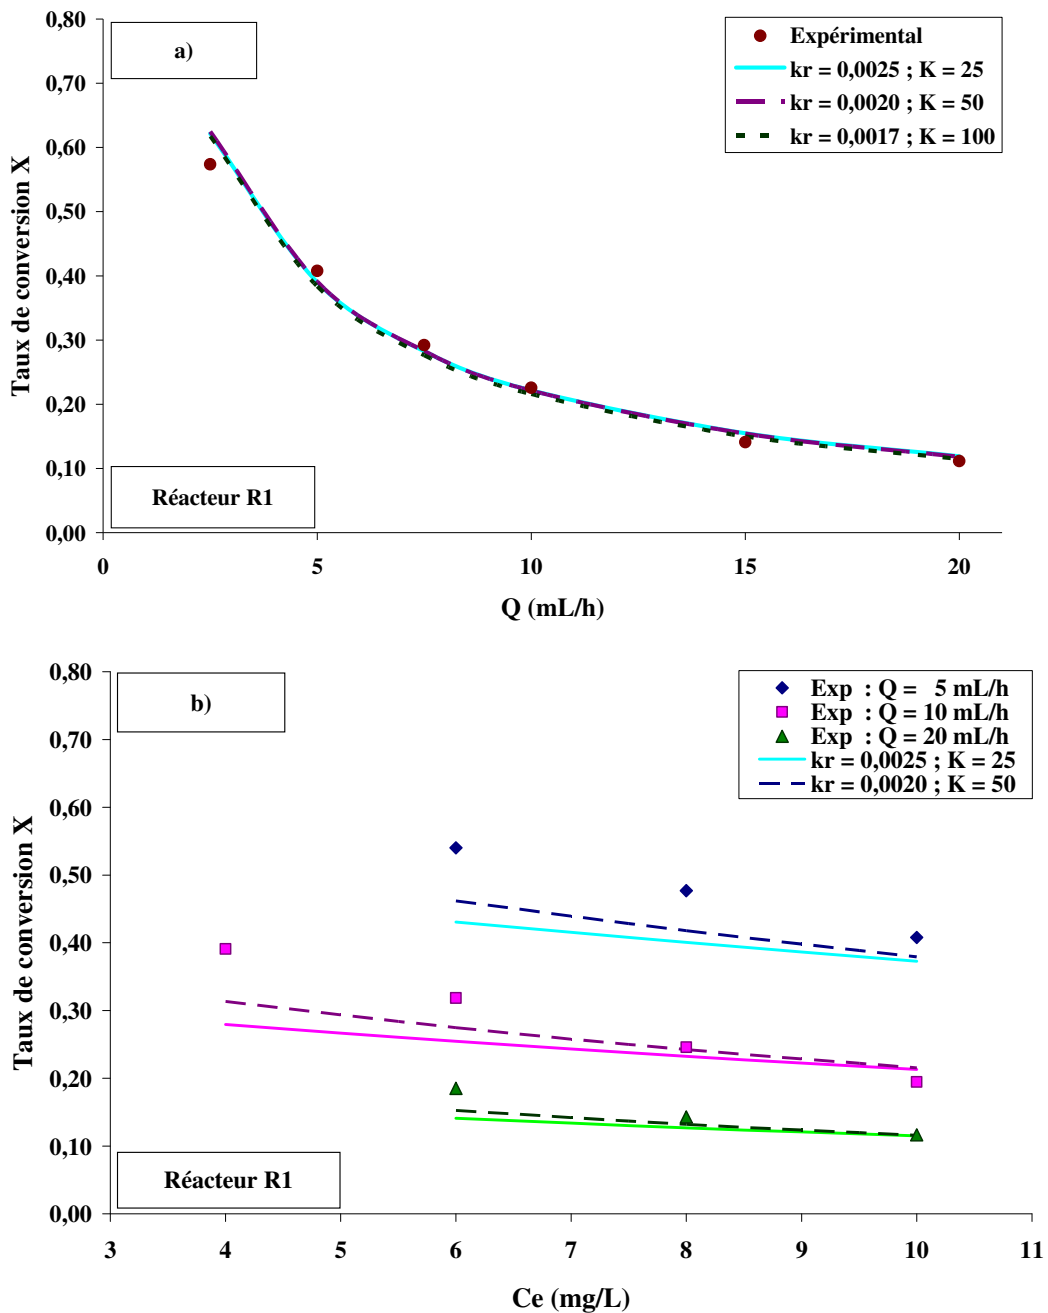 0,80
a)
Expérimental
kr = 0,0025 ; K = 25
kr = 0,0020 ; K = 50
kr = 0,0017 ; K = 100
0,70
0,60
0,50
0,40
0,30
0,20
0,10
0,00
Taux de conversion X
Réacteur R1
0 5 10 15 20
Q (mL/h)
0,80
b)
Exp : Q = 5 mL/h
Exp : Q = 10 mL/h
Exp : Q = 20 mL/h
kr = 0,0025 ; K = 25
kr = 0,0020 ; K = 50
0,70
0,60
0,50
0,40
0,30
0,20
0,10
0,00
Taux de conversion X
Réacteur R1
3 4 5 6 7 8 9 10 11
Ce (mg/L)